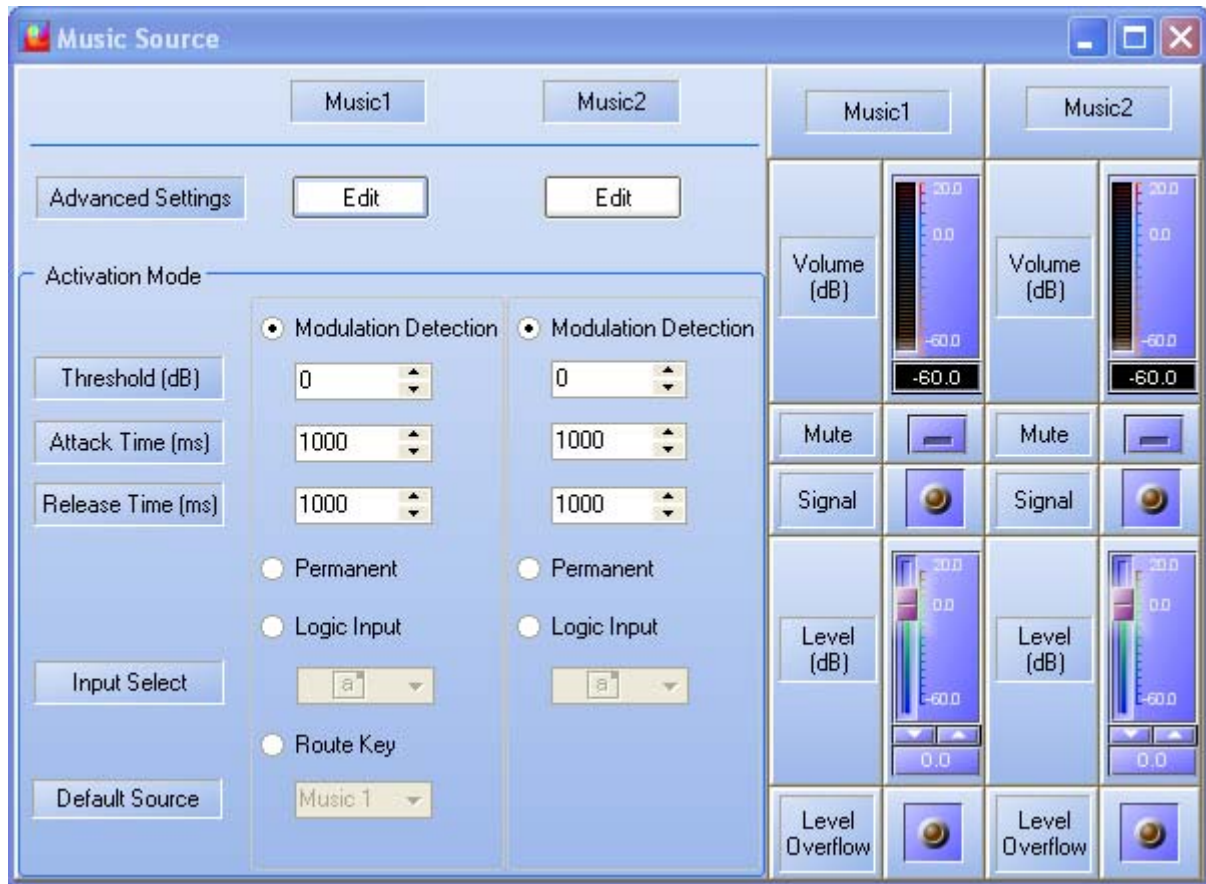 Music Source
Music1 Music2
Advanced Settings Edit Edit
Activation Mode
Modulation Detection Modulation Detection
Threshold (dB) 0 0
Attack Time (ms) 1000 1000
Release Time (ms) 1000 1000
Permanent Permanent
Logic Input Logic Input
Input Select a a
Route Key
Default Source Music 1
Music1 Music2
Volume (dB) 20.0 0.0 -60.0 -60.0 Volume (dB) 20.0 0.0 -60.0 -60.0
Mute Mute
Signal Signal
Level (dB) 20.0 0.0 -60.0 0.0 Level (dB) 20.0 0.0 -60.0 0.0
Level Overflow Level Overflow